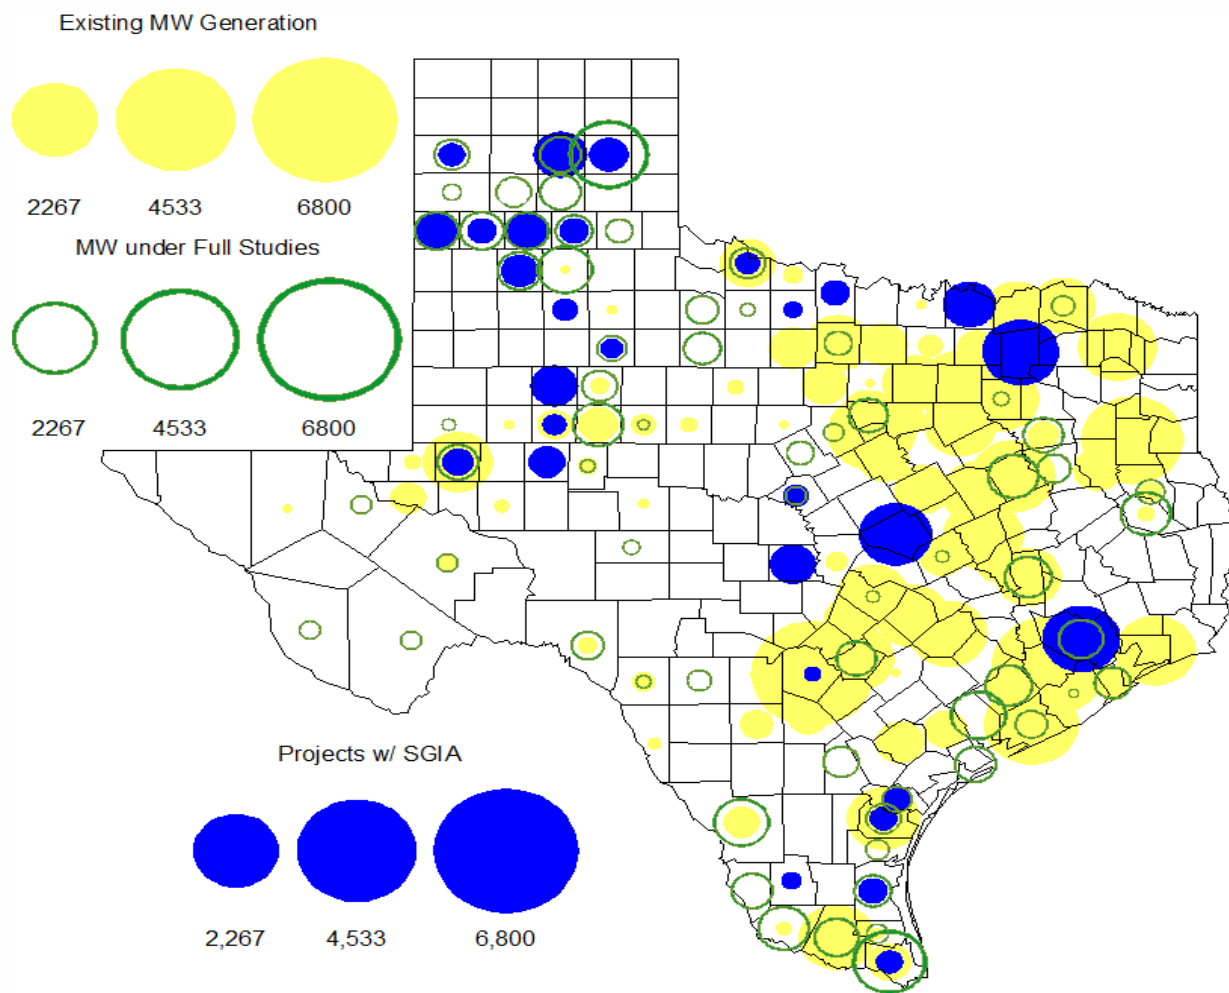 Existing MW Generation
2267 4533 6800
MW under Full Studies
2267 4533 6800
Projects w/ SGIA
2,267 4,533 6,800